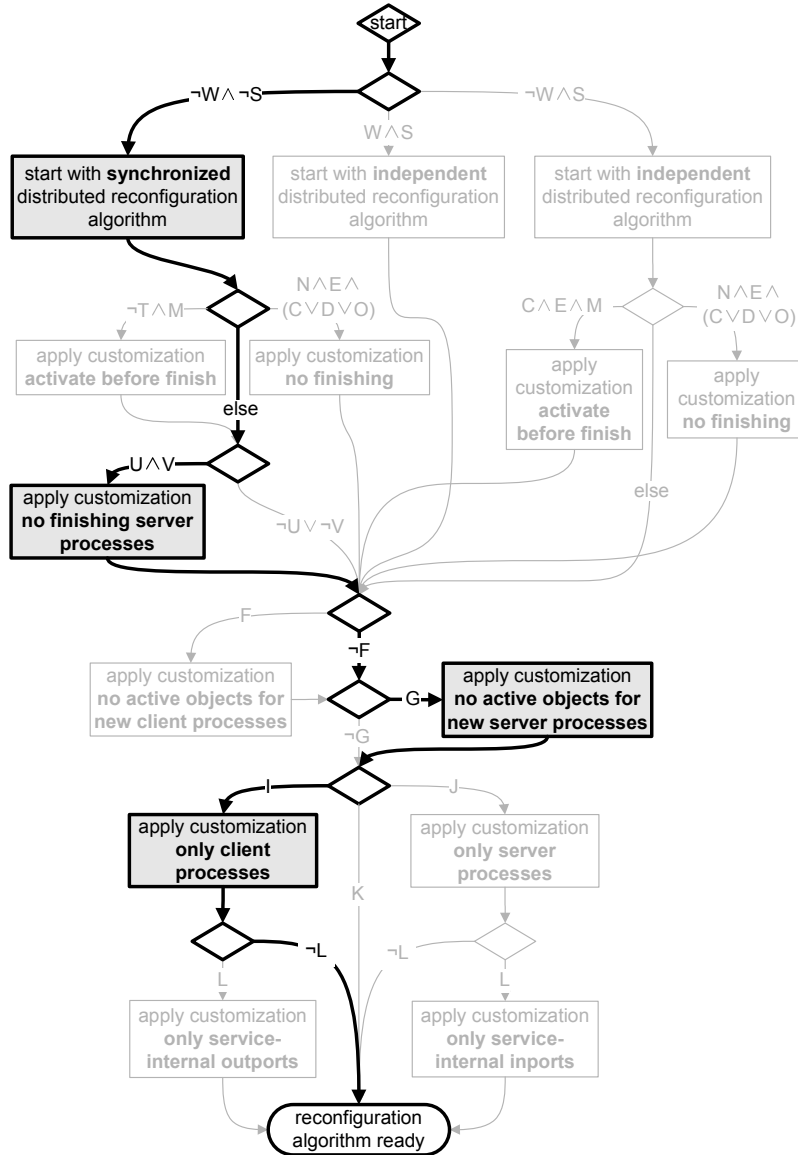 start
¬W∧¬S
W∧S
¬W∧S
start with synchronized
distributed reconfiguration
algorithm
start with independent
distributed reconfiguration
algorithm
start with independent
distributed reconfiguration
algorithm
¬T∧M
N∧E∧
(C∨D∨O)
C∧E∧M
N∧E∧
(C∨D∨O)
apply customization
activate before finish
apply customization
no finishing
apply
customization
activate
before finish
apply
customization
no finishing
else
else
U∧V
¬U∨¬V
apply customization
no finishing server
processes
F
¬F
apply customization
no active objects for
new client processes
G
apply customization
no active objects for
new server processes
¬G
I
J
K
apply customization
only client
processes
apply customization
only server
processes
¬L
¬L
L
L
apply customization
only service-
internal outports
apply customization
only service-
internal inports
reconfiguration
algorithm ready